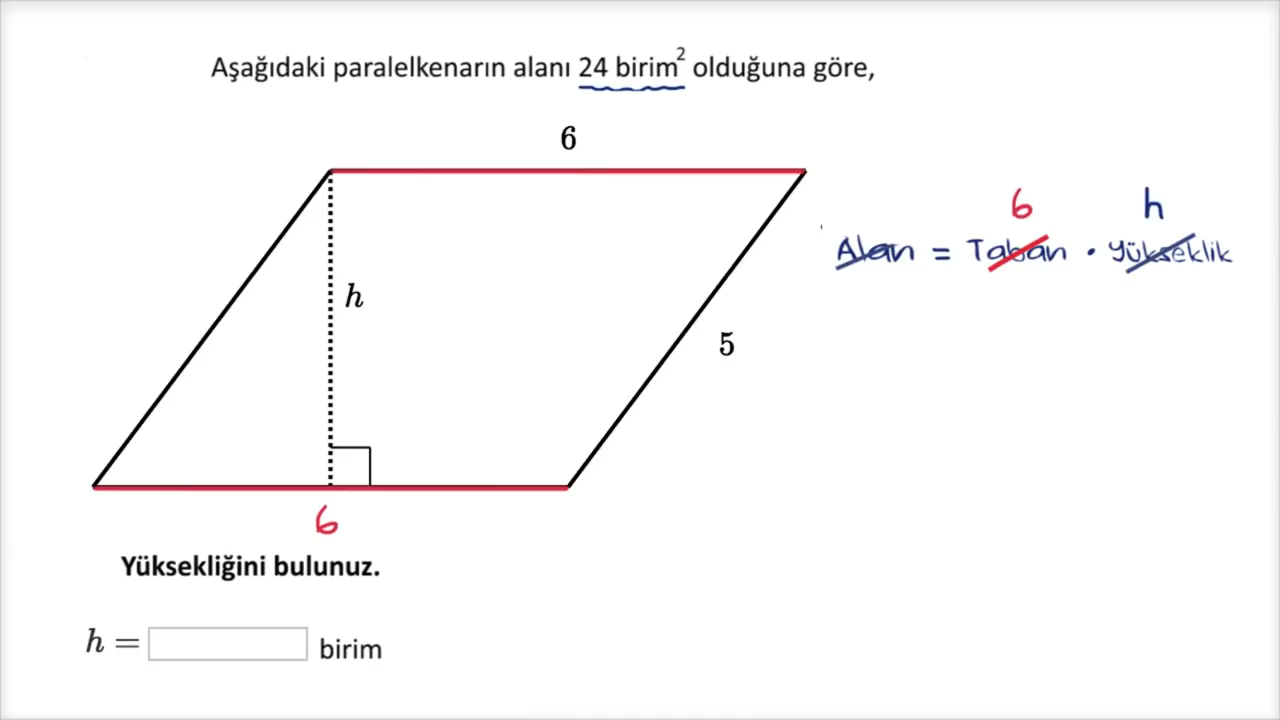 Aşağıdaki paralelkenarın alanı 24 birim² olduğuna göre,
6
6 h
Alan = Taban · Yükseklik
h
5
6
Yüksekliğini bulunuz.
h = birim